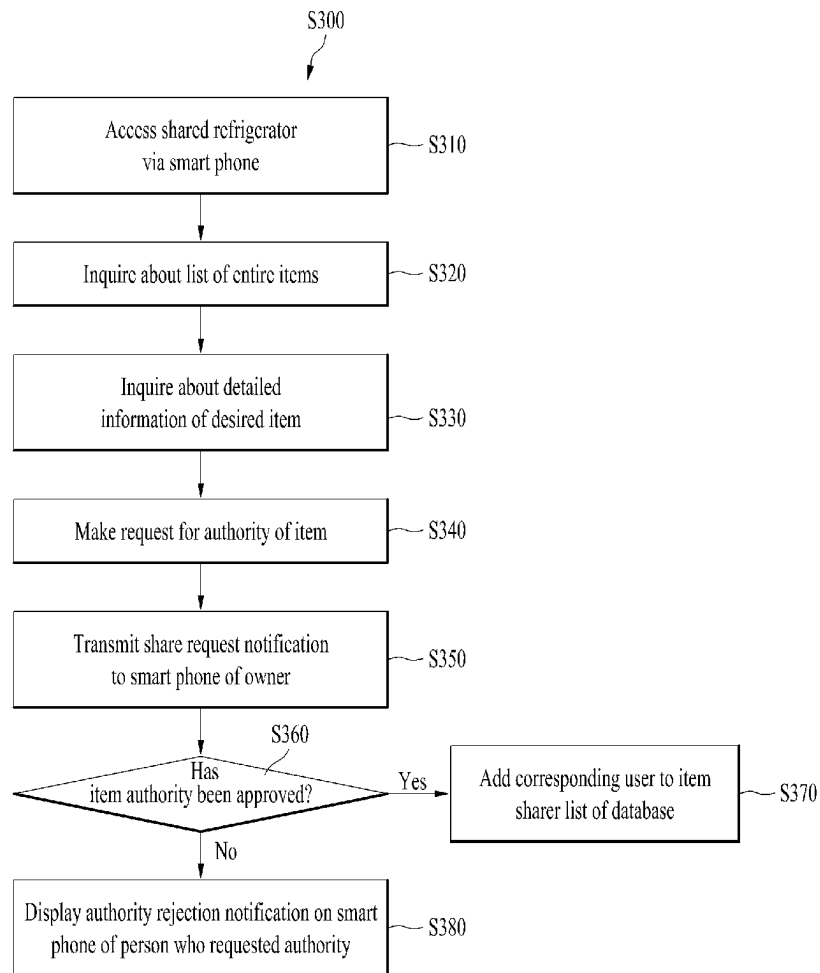 S300
Access shared refrigerator
via smart phone
S310
Inquire about list of entire items
S320
Inquire about detailed
information of desired item
S330
Make request for authority of item
S340
Transmit share request notification
to smart phone of owner
S350
S360
Has
item authority been approved?
Yes
Add corresponding user to item
sharer list of database
S370
No
Display authority rejection notification on smart
phone of person who requested authority
S380